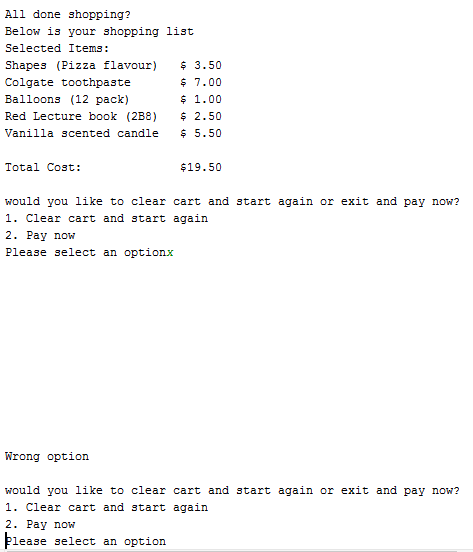 All done shopping?
Below is your shopping list
Selected Items:
Shapes (Pizza flavour)   $ 3.50
Colgate toothpaste       $ 7.00
Balloons (12 pack)       $ 1.00
Red Lecture book (2B8)   $ 2.50
Vanilla scented candle   $ 5.50
Total Cost:              $19.50
would you like to clear cart and start again or exit and pay now?
1. Clear cart and start again
2. Pay now
Please select an optionx
Wrong option
would you like to clear cart and start again or exit and pay now?
1. Clear cart and start again
2. Pay now
Please select an option